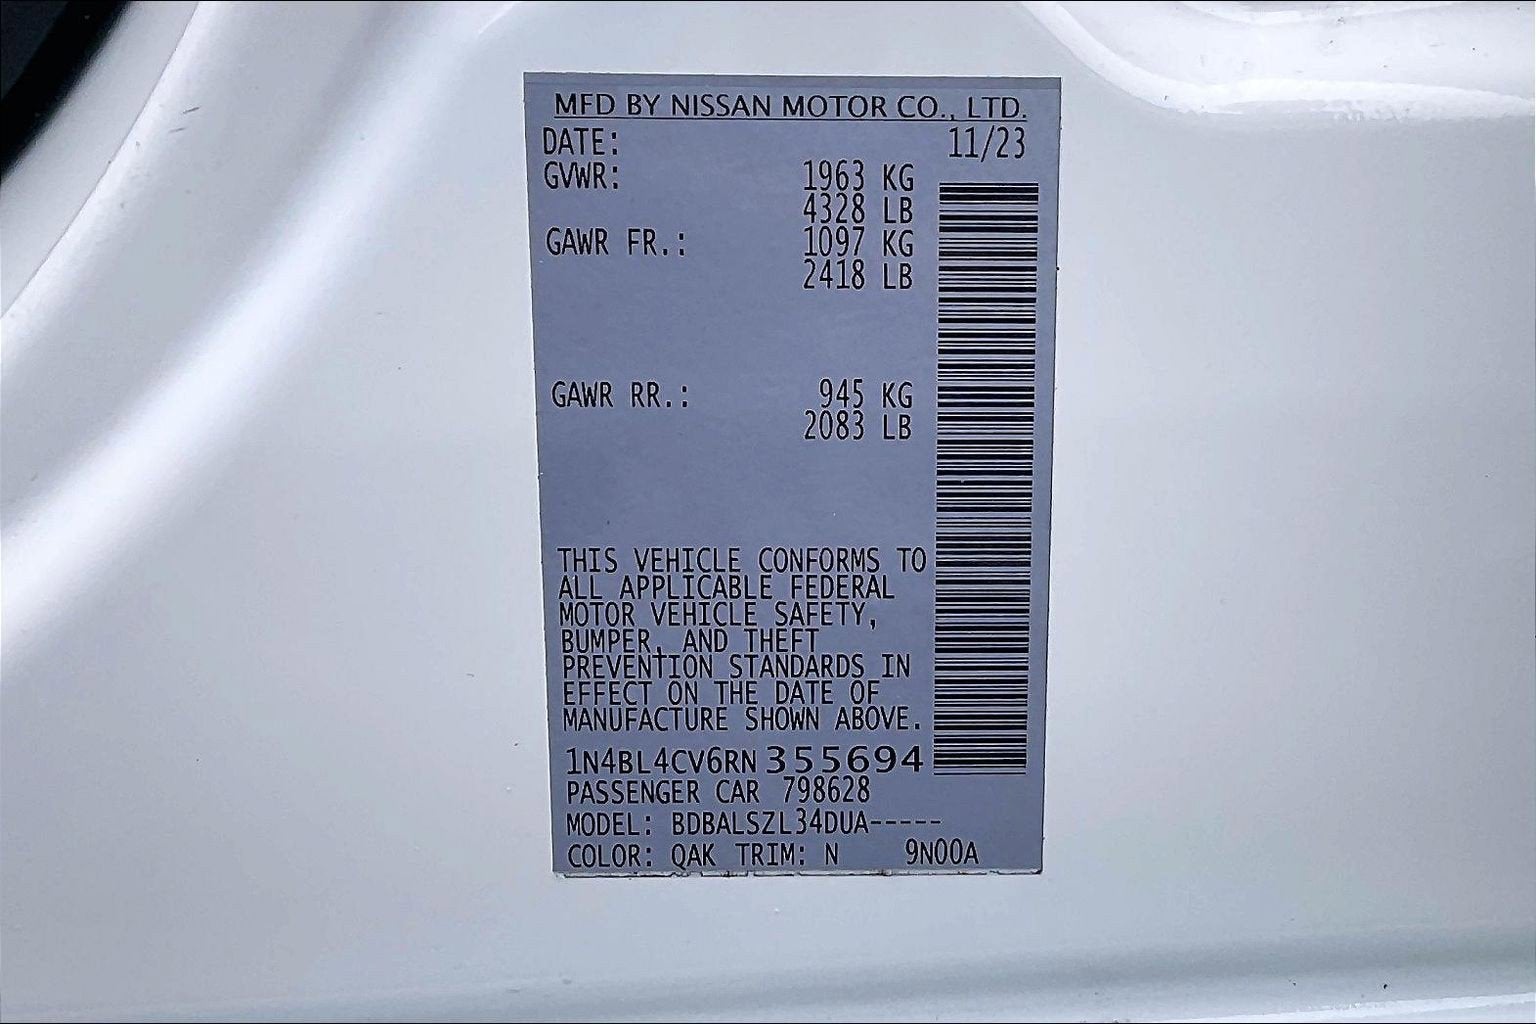 MFD BY NISSAN MOTOR CO., LTD.
DATE: 11/23
GVWR: 1963 KG
4328 LB
GAWR FR.: 1097 KG
2418 LB
GAWR RR.: 945 KG
2083 LB
THIS VEHICLE CONFORMS TO
ALL APPLICABLE FEDERAL
MOTOR VEHICLE SAFETY,
BUMPER, AND THEFT
PREVENTION STANDARDS IN
EFFECT ON THE DATE OF
MANUFACTURE SHOWN ABOVE.
1N4BL4CV6RN355694
PASSENGER CAR 798628
MODEL: BDBALSZL34DUA-----
COLOR: QAK TRIM: N 9N00A